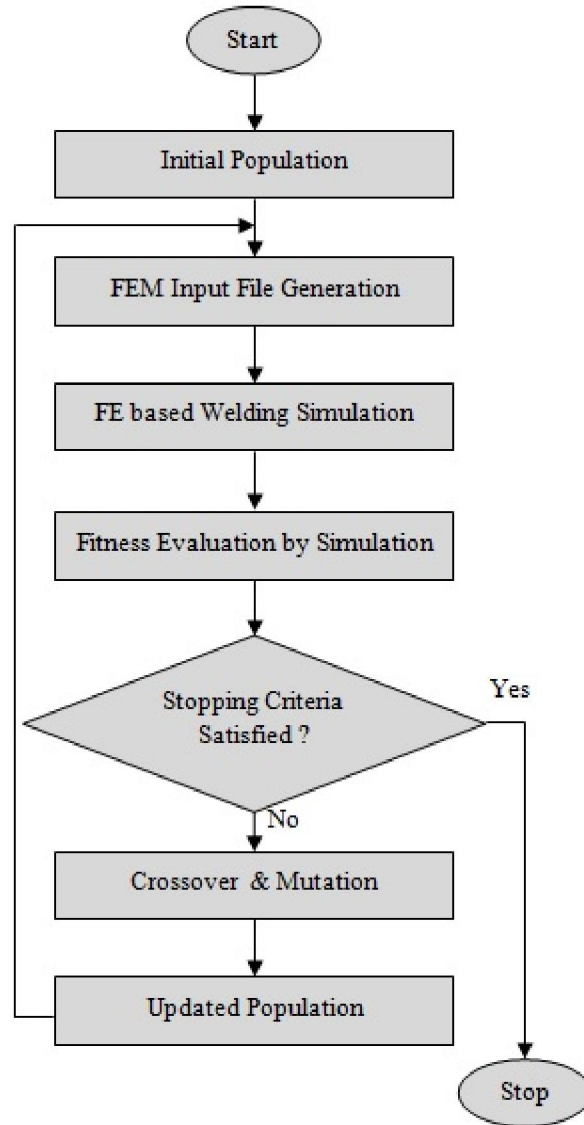 Start
Initial Population
FEM Input File Generation
FE based Welding Simulation
Fitness Evaluation by Simulation
Stopping Criteria
Satisfied ?
Yes
No
Crossover & Mutation
Updated Population
Stop